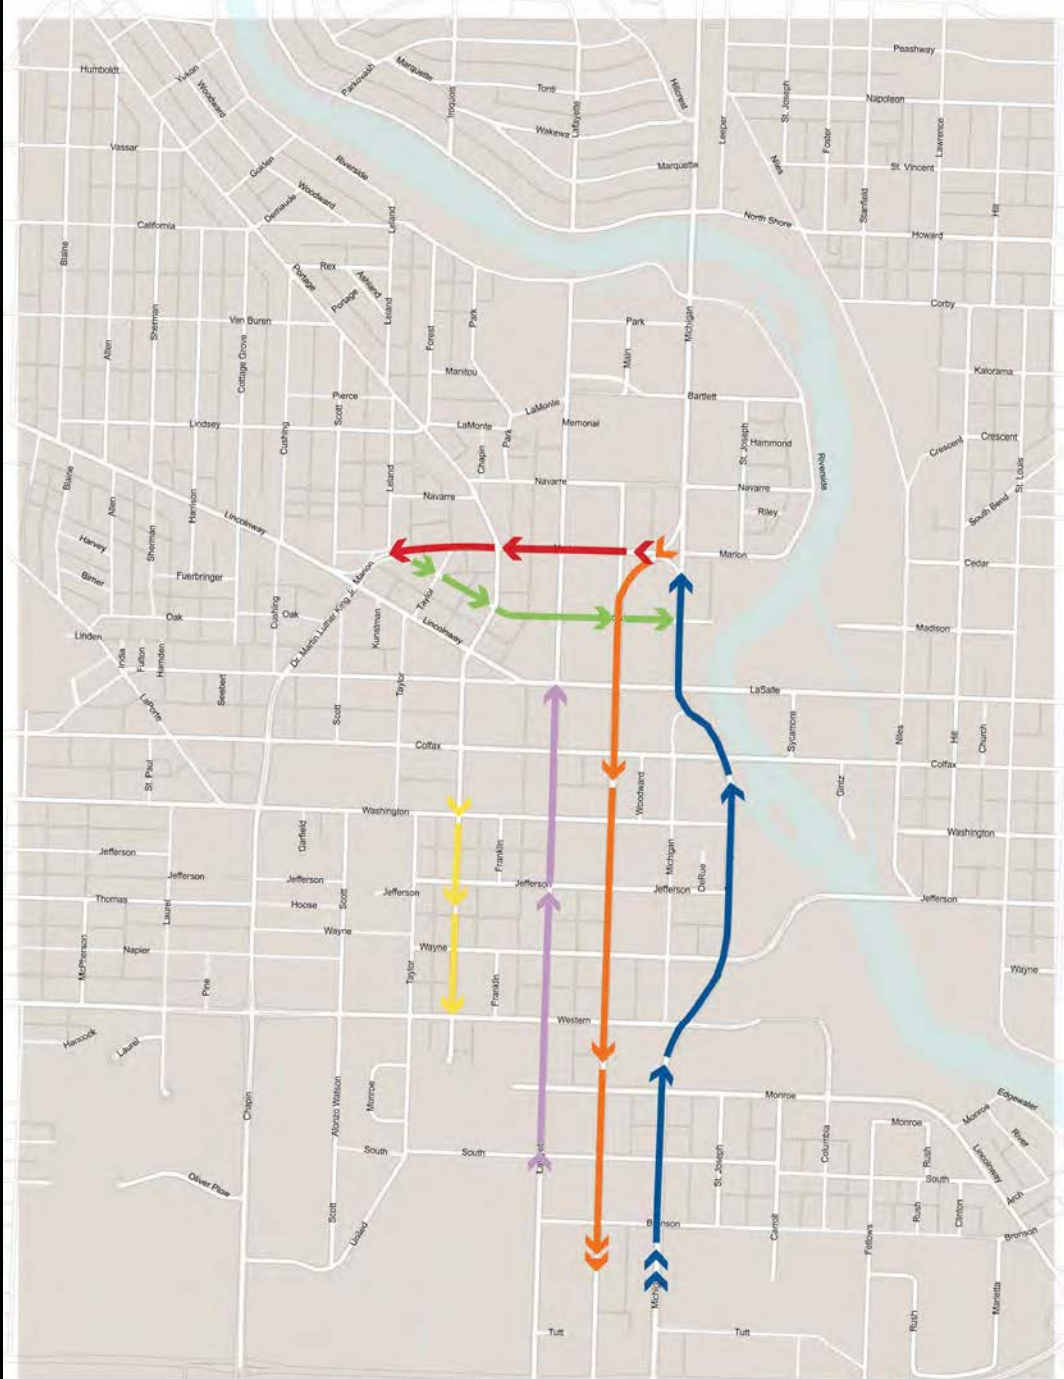 Peashway
Humboldt
Yukon
Parkovash
Marquette
Tonti
Hillcrest
Woodward
Iroquois
Lafayette
St. Joseph
Napoleon
Leeper
Foster
Lawrence
Wakewa
Vassar
Golden
Riverside
Marquette
Niles
St. Vincent
Woodward
Demaude
Leland
Stanfield
Hill
North Shore
California
Howard
Blaine
Rex
Portage
Ashland
Portage
Leland
Corby
Sherman
Van Buren
Forest
Park
Park
Michigan
Allen
Cottage Grove
Main
Manitou
Kalorama
Pierce
Bartlett
Scott
LaMonte
Lindsey
LaMonte
Memorial
Cushing
Park
St. Joseph
Hammond
Crescent
Crescent
Chapin
Riverside
Blaine
Leland
Navarre
St. Louis
Navarre
Navarre
Allen
Harrison
Riley
South Bend
Lincolnway
Harvey
Sherman
Marion
Cedar
Birner
Fuerbringer
Marion
Taylor
Oak
Cushing
Oak
Dr. Martin Luther King Jr.
Kunstman
Lincolnway
Madison
Linden
India
Fulton
Hamden
Seebert
Taylor
LaSalle
LaPorte
Scott
Sycamore
Niles
Hill
Church
Colfax
St. Paul
Colfax
Gintz
Woodward
Washington
Washington
Garfield
Franklin
Michigan
DeRue
Jefferson
Jefferson
Jefferson
Jefferson
Jefferson
Jefferson
Jefferson
Thomas
Hoose
Scott
Laurel
Wayne
Wayne
McPherson
Napier
Pine
Taylor
Franklin
Wayne
Western
Hancock
Laurel
Chapin
Alonzo Watson
Monroe
Monroe
Monroe
Monroe
Edgewater
River
Columbia
Lincolnway
South
South
St. Joseph
Rush
South
Arch
Oliver Plow
Scott
United
Carroll
Fellows
Rush
Clinton
Bronson
Marietta
Rush
Tutt
Tutt